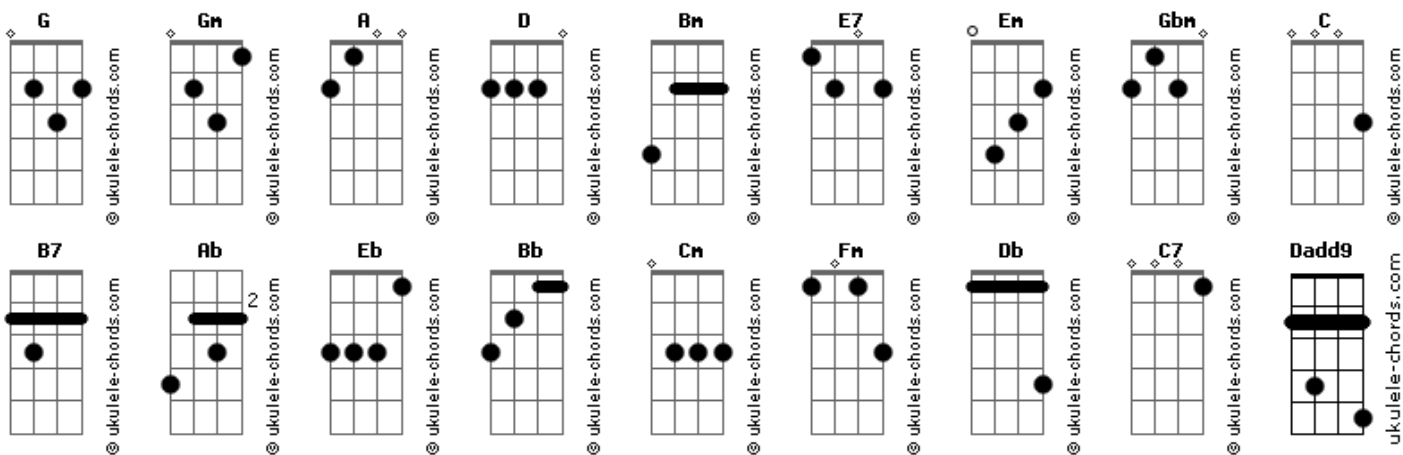 G Gm A D Bm E7 Em Gbm C
© ukulele-chords.com © ukulele-chords.com © ukulele-chords.com © ukulele-chords.com © ukulele-chords.com © ukulele-chords.com © ukulele-chords.com © ukulele-chords.com © ukulele-chords.com
B7 Ab Eb Bb Cm Fm Db C7 Dadd9
2
© ukulele-chords.com © ukulele-chords.com © ukulele-chords.com © ukulele-chords.com © ukulele-chords.com © ukulele-chords.com © ukulele-chords.com © ukulele-chords.com ukulele-chords.com